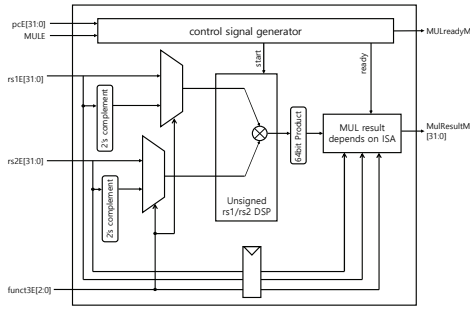 pcE[31:0]
MULE
control signal generator
MULreadyM
start
ready
rs1E[31:0]
2's complement
64bit Product
MUL result
depends on ISA
MulResultM
[31:0]
rs2E[31:0]
2's complement
Unsigned
rs1/rs2 DSP
funct3E[2:0]